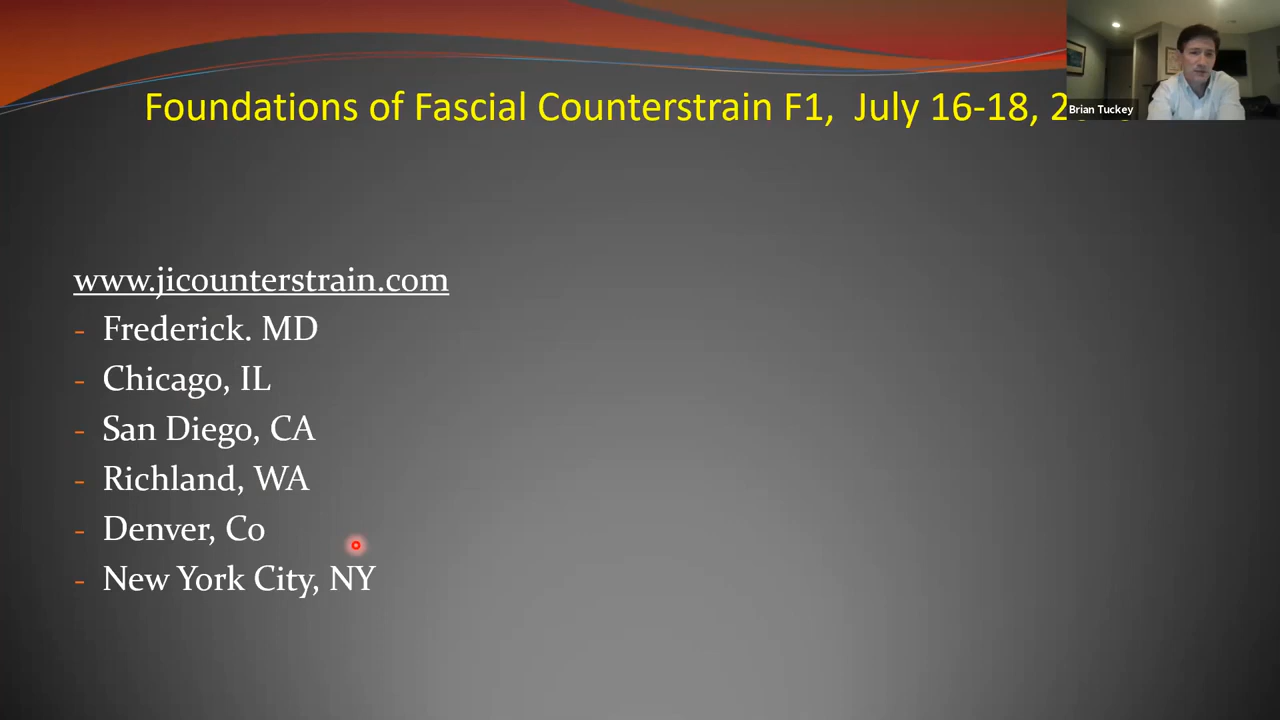 Foundations of Fascial Counterstrain F1, July 16-18,
Brian Tuckey
www.jicounterstrain.com
- Frederick. MD
- Chicago, IL
- San Diego, CA
- Richland, WA
- Denver, Co
- New York City, NY